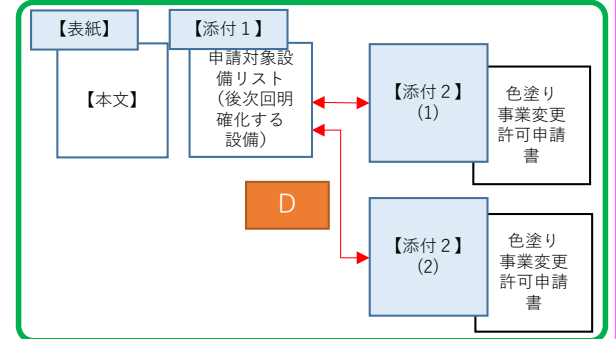 【表紙】
【本文】
【添付１】
申請対象設
備リスト
（後次回明
確化する
設備）
D
【添付２】
(1)
色塗り
事業変更
許可申請
書
【添付２】
(2)
色塗り
事業変更
許可申請
書